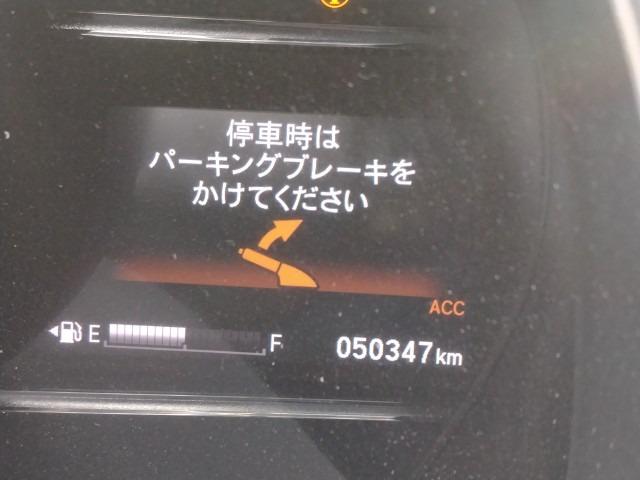 停車時は
パーキングブレーキを
かけてください
ACC
E F 050347km